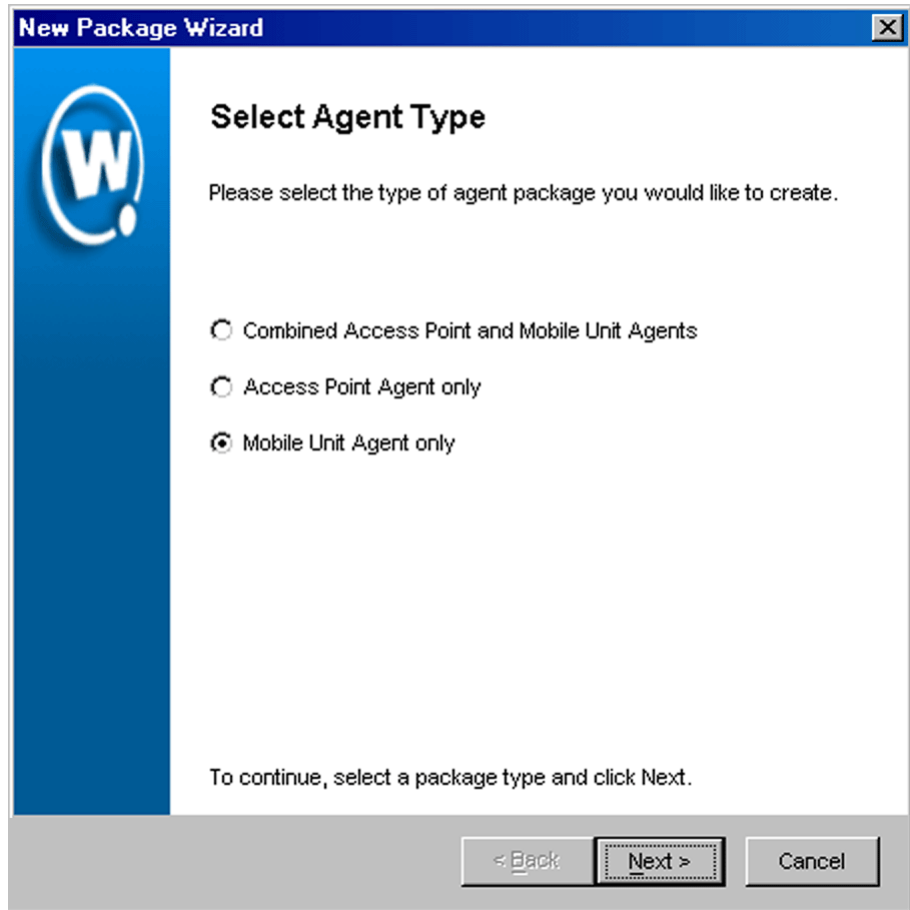 New Package Wizard
W
Select Agent Type
Please select the type of agent package you would like to create.
Combined Access Point and Mobile Unit Agents
Access Point Agent only
Mobile Unit Agent only
To continue, select a package type and click Next.
< Back Next > Cancel